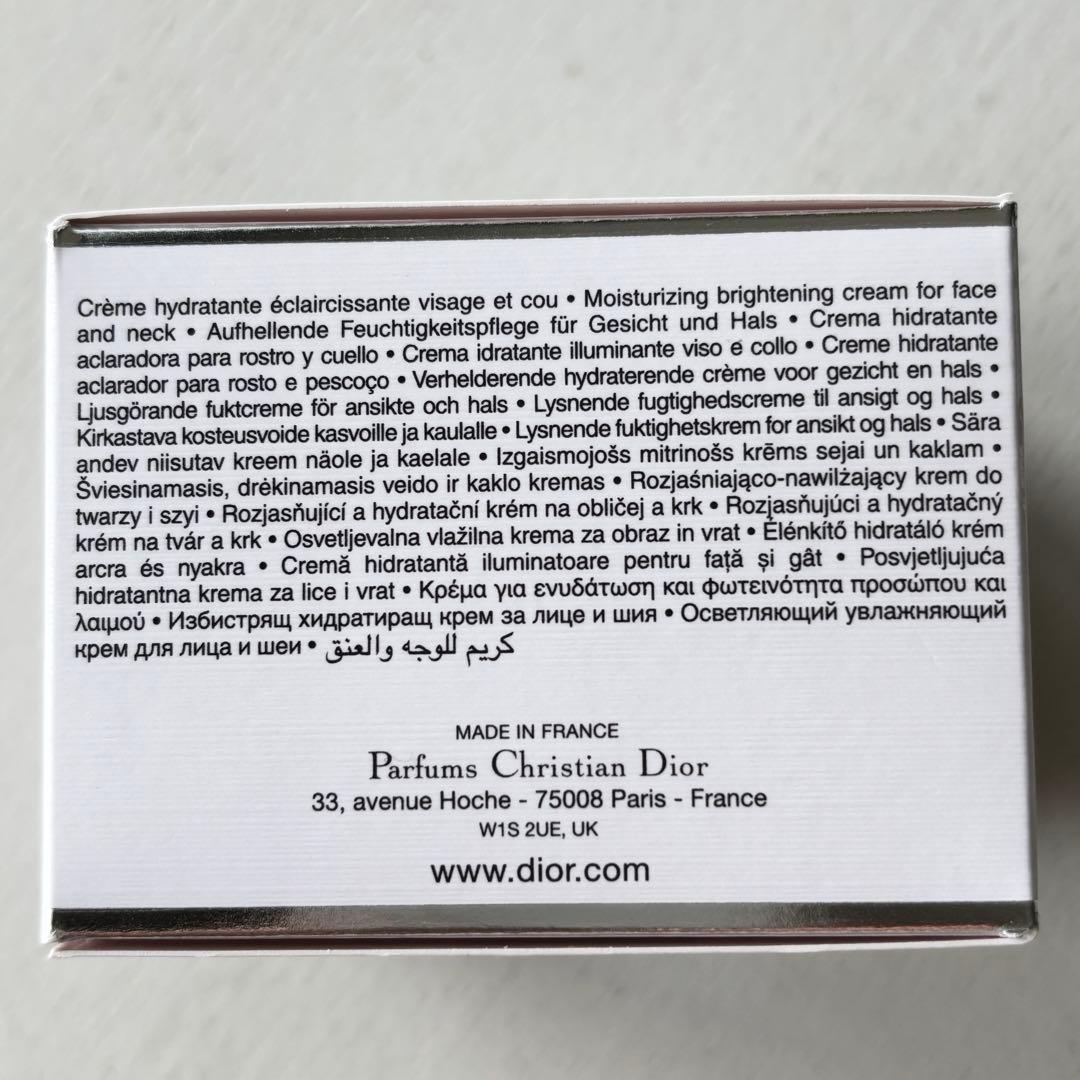 Crème hydratante éclaircissante visage et cou • Moisturizing brightening cream for face
and neck • Aufhellende Feuchtigkeitspflege für Gesicht und Hals • Crema hidratante
aclaradora para rostro y cuello • Crema idratante illuminante viso e collo • Creme hidratante
aclarador para rosto e pescoço • Verhelderende hydraterende crème voor gezicht en hals •
Ljusgörande fuktcreme för ansikte och hals • Lysnende fugtighedscreme til ansigt og hals •
Kirkastava kosteusvoide kasvoille ja kaulalle • Lysnende fuktighetskrem for ansikt og hals • Sära
andev niisutav kreem näole ja kaelale • Izgaismojošs mitrinošs krēms sejai un kaklam •
Šviesinamasis, drėkinamasis veido ir kaklo kremas • Rozjaśniająco-nawilżający krem do
twarzy i szyi • Rozjasňující a hydratační krém na obličej a krk • Rozjasňujúci a hydratačný
krém na tvár a krk • Osvetljevalna vlažilna krema za obraz in vrat • Élénkítő hidratáló krém
arcra és nyakra • Cremă hidratantă iluminatoare pentru față și gât • Posvjetljujuća
hidratantna krema za lice i vrat • Κρέμα για ενυδάτωση και φωτεινότητα προσώπου και
λαιμού • Избистрящ хидратиращ крем за лице и шия • Осветляющий увлажняющий
крем для лица и шеи • كريم للوجه والعنق
MADE IN FRANCE
Parfums Christian Dior
33, avenue Hoche - 75008 Paris - France
W1S 2UE, UK
www.dior.com